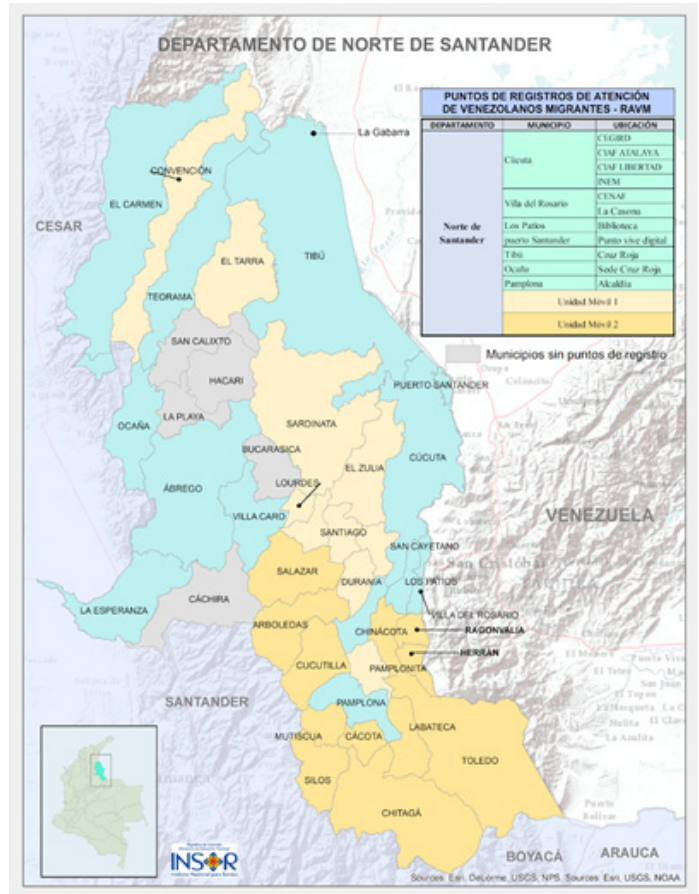 DEPARTAMENTO DE NORTE DE SANTANDER
PUNTOS DE REGISTROS DE ATENCIÓN
DE VENEZOLANOS MIGRANTES - RAVM
DEPARTAMENTO MUNICIPIO UBICACIÓN
Norte de
Santander
Cúcuta
CEGIRD
CIAF ATALAYA
CIAF LIBERTAD
INEM
Villa del Rosario
CENAF
La Casona
Los Patios Biblioteca
puerto Santander Punto vive digital
Tibú Cruz Roja
Ocaña Sede Cruz Roja
Pamplona Alcaldía
Unidad Móvil 1
Unidad Móvil 2
Municipios sin puntos de registro
La Gabarra
CONVENCIÓN
EL CARMEN
CESAR
TIBÚ
EL TARRA
TEORAMA
SAN CALIXTO
HACARI
PUERTO SANTANDER
LA PLAYA
OCAÑA
SARDINATA
BUCARASICA
CÚCUTA
EL ZULIA
ÁBREGO
LOURDES
VILLA CARO
VENEZUELA
SANTIAGO
SAN CAYETANO
San Cristóbal
SALAZAR
DURANIA
LOS PATIOS
CÁCHIRA
LA ESPERANZA
VILLA DEL ROSARIO
ARBOLEDAS
CHINÁCOTA
RAGONVALIA
HERRÁN
CUCUTILLA
PAMPLONITA
SANTANDER
PAMPLONA
LABATECA
MUTISCUA
CÁCOTA
TOLEDO
SILOS
CHITAGÁ
BOYACÁ
ARAUCA
INSOR
Sources: Esri, DeLorme, USGS, NPS. Sources: Esri, USGS, NOAA